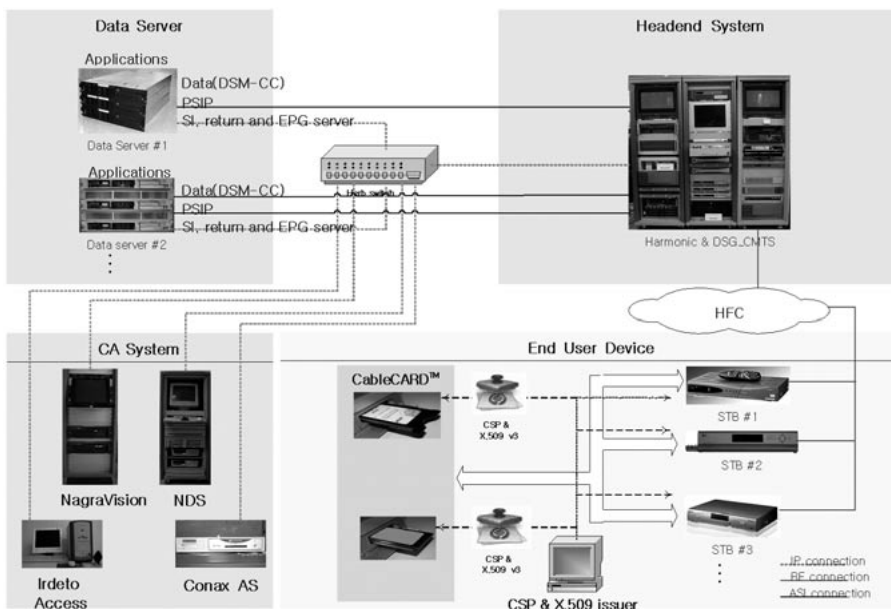 Data Server
Headend System
Applications
Data(DSM-CC)
PSIP
SI, return and EPG server
Data Server #1
Applications
Data(DSM-CC)
PSIP
SI, return and EPG server
Data server #2
Harmonic & DSG_CMTS
HFC
CA System
End User Device
CableCARD™
CSP &
X.509 v3
STB #1
STB #2
NagraVision
NDS
CSP &
X.509 v3
STB #3
Irdeto
Access
Conax AS
CSP & X.509 issuer
IP connection
RF connection
ASI connection